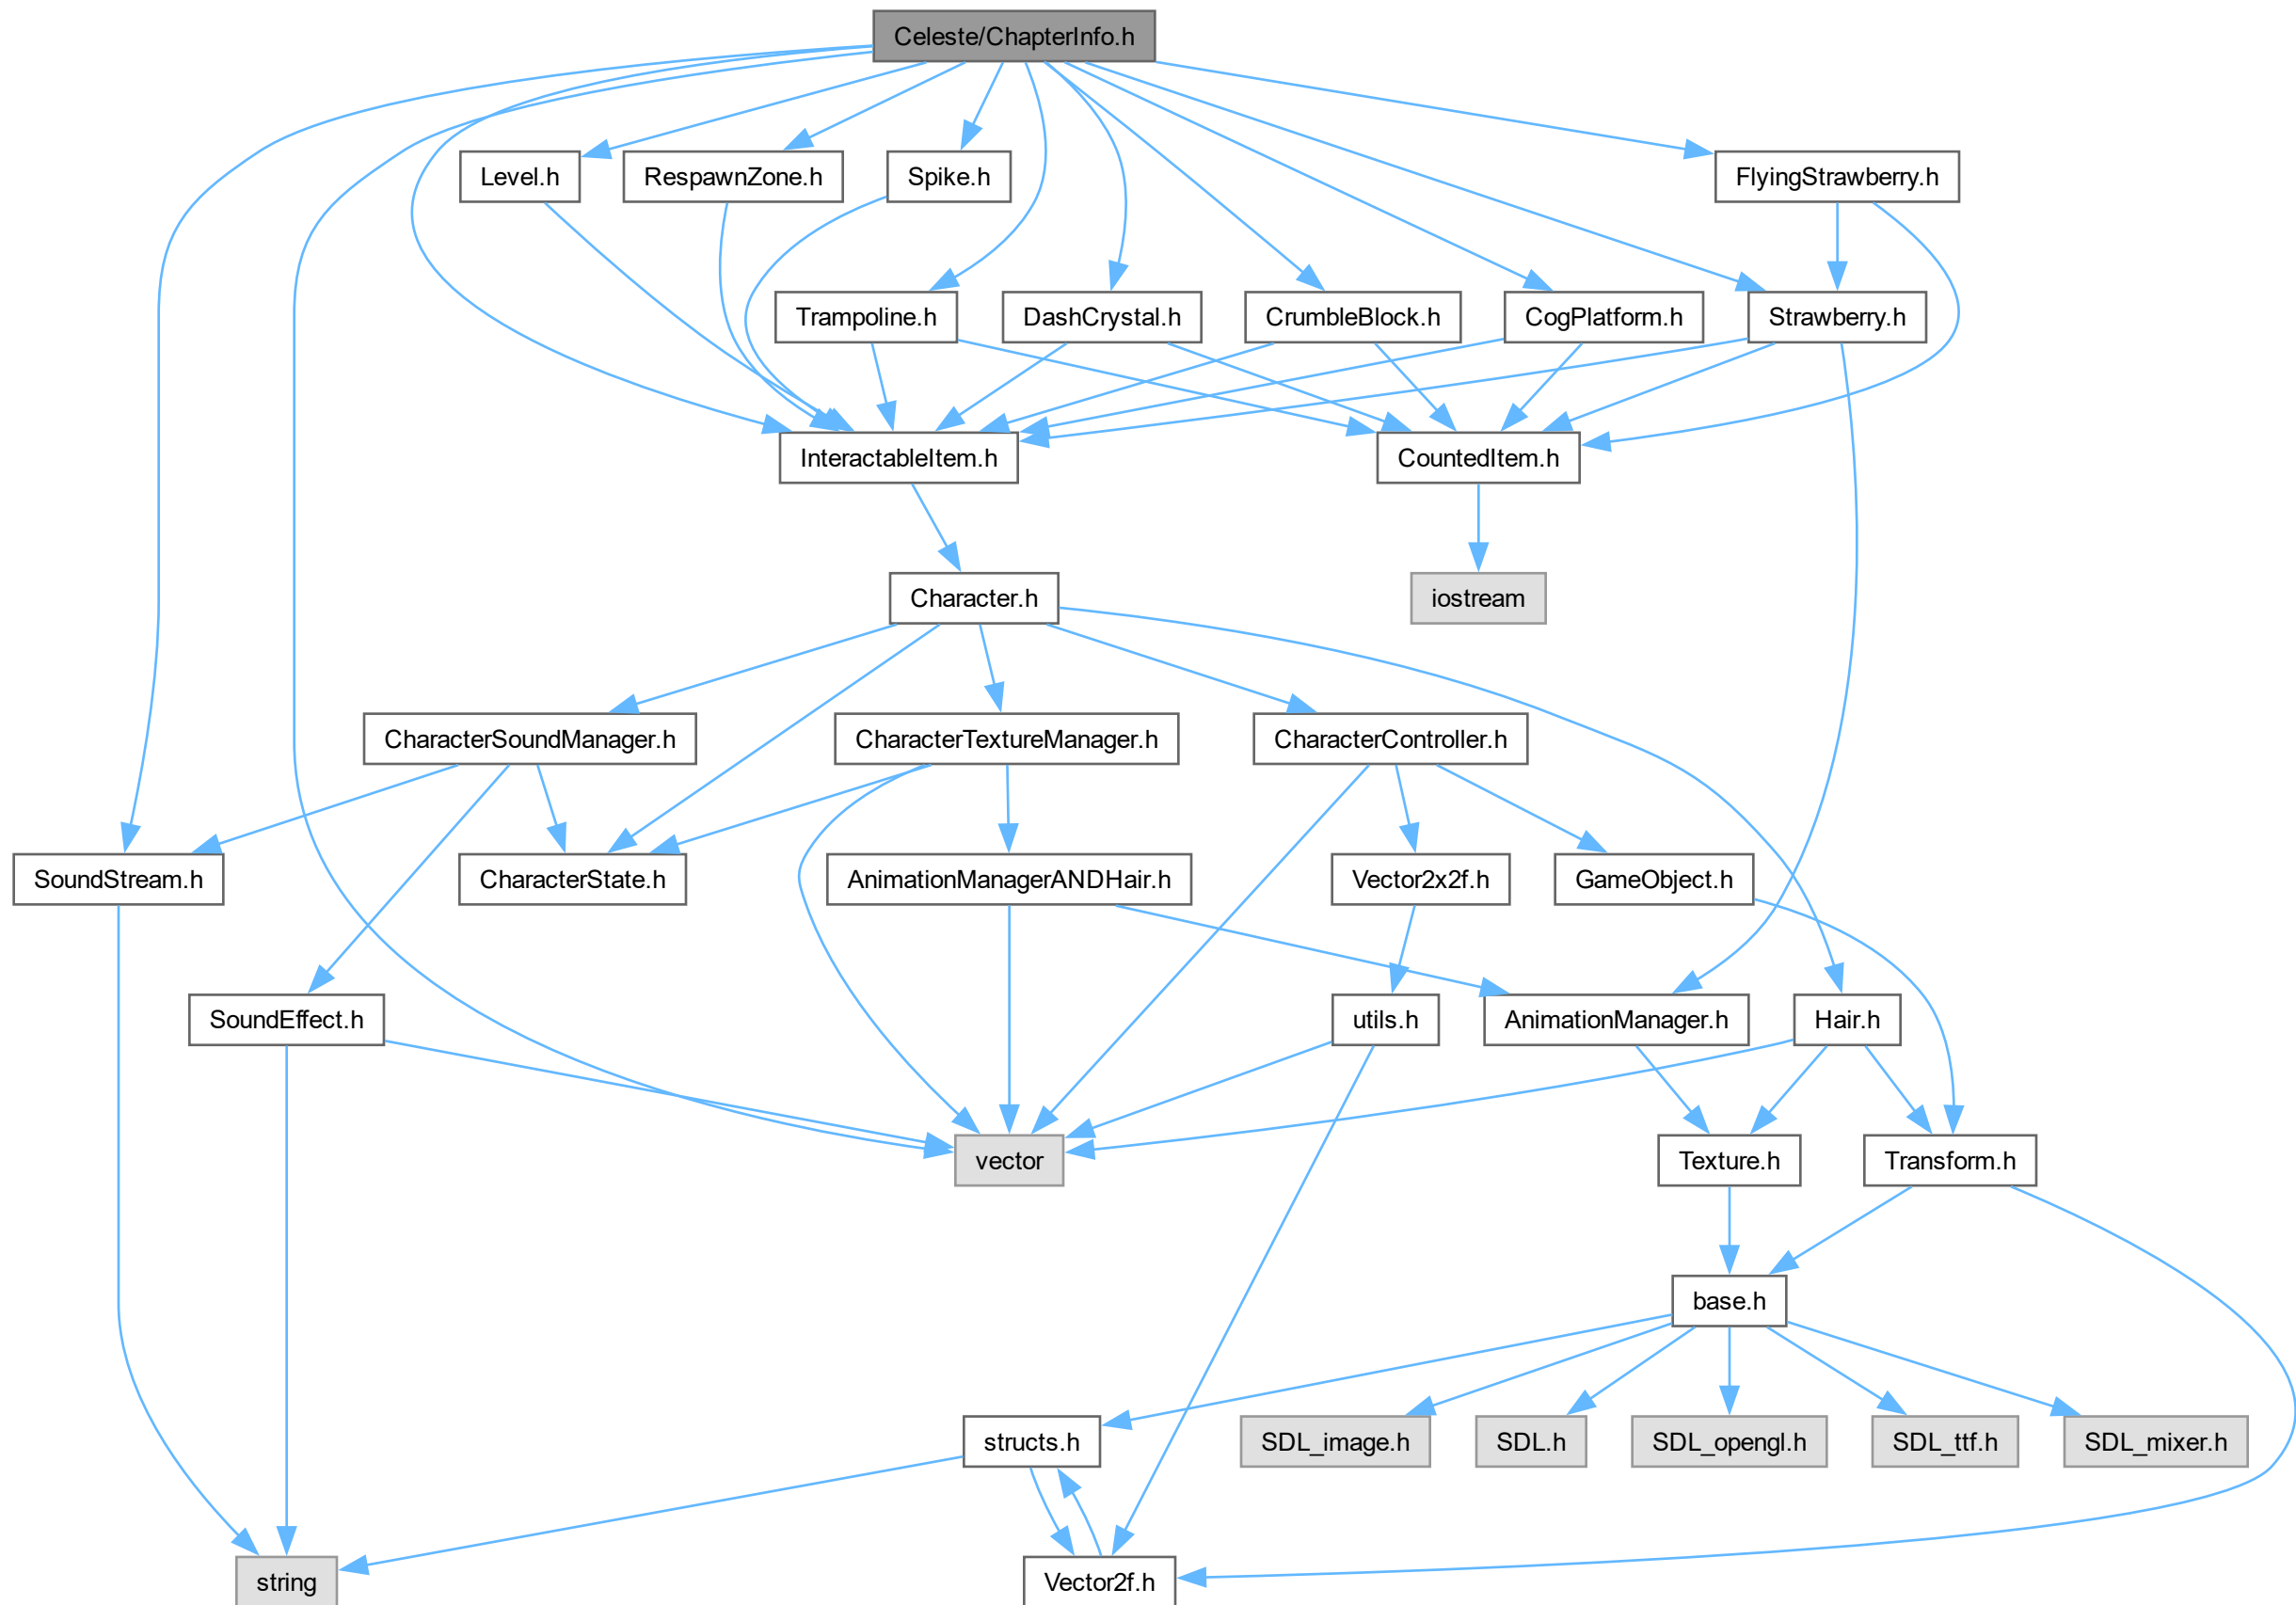 Celeste/ChapterInfo.h
Level.h
RespawnZone.h
Spike.h
FlyingStrawberry.h
Trampoline.h
DashCrystal.h
CrumbleBlock.h
CogPlatform.h
Strawberry.h
InteractableItem.h
CountedItem.h
Character.h
iostream
CharacterSoundManager.h
CharacterTextureManager.h
CharacterController.h
SoundStream.h
CharacterState.h
AnimationManagerANDHair.h
Vector2x2f.h
GameObject.h
SoundEffect.h
utils.h
AnimationManager.h
Hair.h
vector
Texture.h
Transform.h
base.h
structs.h
SDL_image.h
SDL.h
SDL_opengl.h
SDL_ttf.h
SDL_mixer.h
string
Vector2f.h